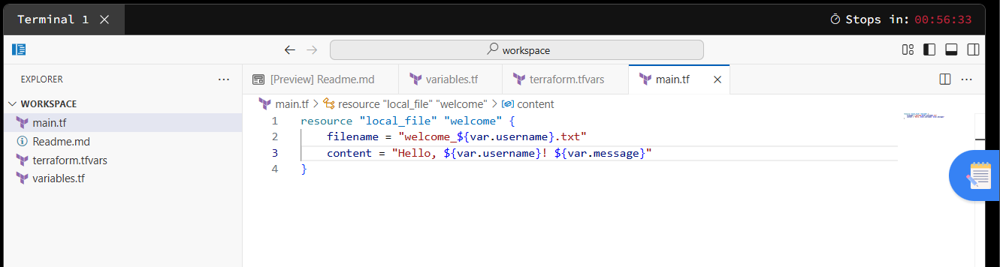 Terminal 1
Stops in: 00:56:33
workspace
EXPLORER
[Preview] Readme.md
variables.tf
terraform.tfvars
main.tf
WORKSPACE
main.tf
Readme.md
terraform.tfvars
variables.tf
main.tf > resource "local_file" "welcome" > content
1 resource "local_file" "welcome" {
2 filename = "welcome_${var.username}.txt"
3 content = "Hello, ${var.username}! ${var.message}"
4 }